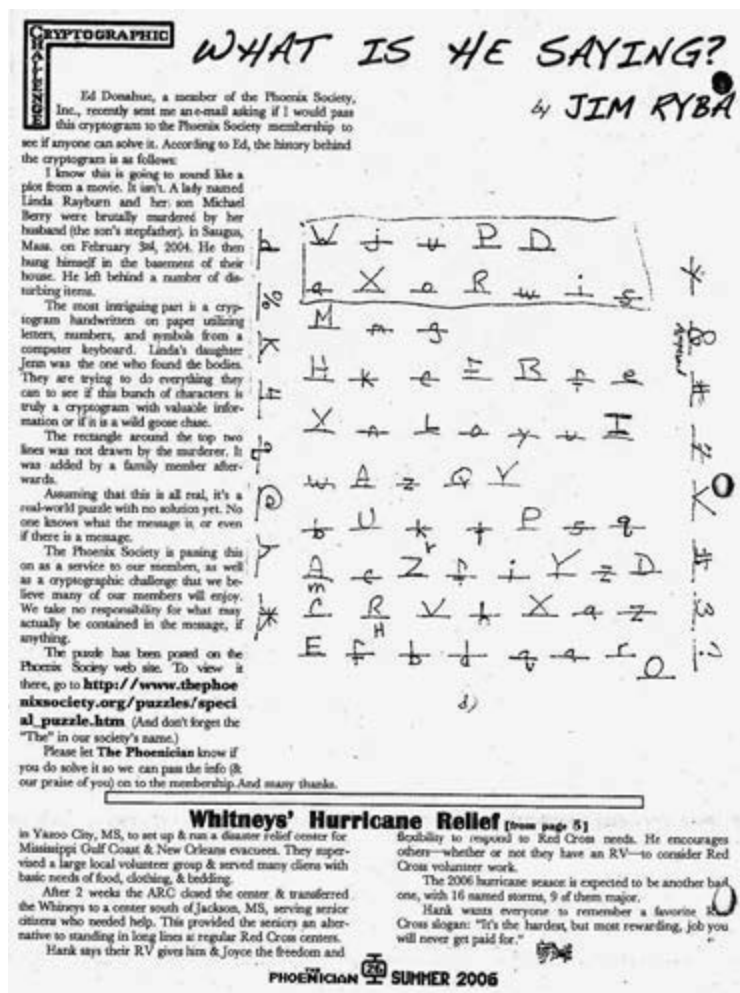 CRYPTOGRAPHIC
CHALLENGE
WHAT IS HE SAYING?
by JIM RYBA
Ed Donahue, a member of the Phoenix Society,
Inc., recently sent me an e-mail asking if I would pass
this cryptogram to the Phoenix Society membership to
see if anyone can solve it. According to Ed, the history behind
the cryptogram is as follows:
I know this is going to sound like a
plot from a movie. It isn't. A lady named
Linda Rayburn and her son Michael
Berry were brutally murdered by her
husband (the son's stepfather). in Saugus,
Mass. on February 3rd, 2004. He then
hung himself in the basement of their
house. He left behind a number of dis-
turbing items.
The most intriguing part is a cryp-
togram handwritten on paper utilizing
letters, numbers, and symbols from a
computer keyboard. Linda's daughter
Jenn was the one who found the bodies.
They are trying to do everything they
can to see if this bunch of characters is
truly a cryptogram with valuable infor-
mation or if it is a wild goose chase.
The rectangle around the top two
lines was not drawn by the murderer. It
was added by a family member after-
wards.
Assuming that this is all real, it's a
real-world puzzle with no solution yet. No
one knows what the message is, or even
if there is a message.
The Phoenix Society is passing this
on as a service to our members, as well
as a cryptographic challenge that we be-
lieve many of our members will enjoy.
We take no responsibility for what may
actually be contained in the message, if
anything.
The puzzle has been posted on the
Phoenix Society web site. To view it
there, go to http://www.thephoe
nixsociety.org/puzzles/speci
al_puzzle.htm (And don't forget the
"The" in our society's name.)
Please let The Phoenician know if
you do solve it so we can pass the info (&
our praise of you) on to the membership. And many thanks.
W j u P D
a X o R w i s
M n g
H k c B f e
X n L o y u I
w A z Q Y
b U k t P 5 q
A c Z f i Y z D
m
C R V h X a z
H
E f b d q a r O
d)
Whitneys' Hurricane Relief [from page 5]
in Yazoo City, MS, to set up & run a disaster relief center for
Mississippi Gulf Coast & New Orleans evacuees. They super-
vised a large local volunteer group & served many cliens with
basic needs of food, clothing, & bedding.
After 2 weeks the ARC closed the center & transferred
the Whitneys to a center south of Jackson, MS, serving senior
citizens who needed help. This provided the seniors an alter-
native to standing in long lines at regular Red Cross centers.
Hank says their RV gives him & Joyce the freedom and
flexibility to respond to Red Cross needs. He encourages
others—whether or not they have an RV—to consider Red
Cross volunteer work.
The 2006 hurricane season is expected to be another bad
one, with 16 named storms, 9 of them major.
Hank wants everyone to remember a favorite Red
Cross slogan: "It's the hardest, but most rewarding, job you
will never get paid for."
THE PHOENICIAN 26 SUMMER 2006